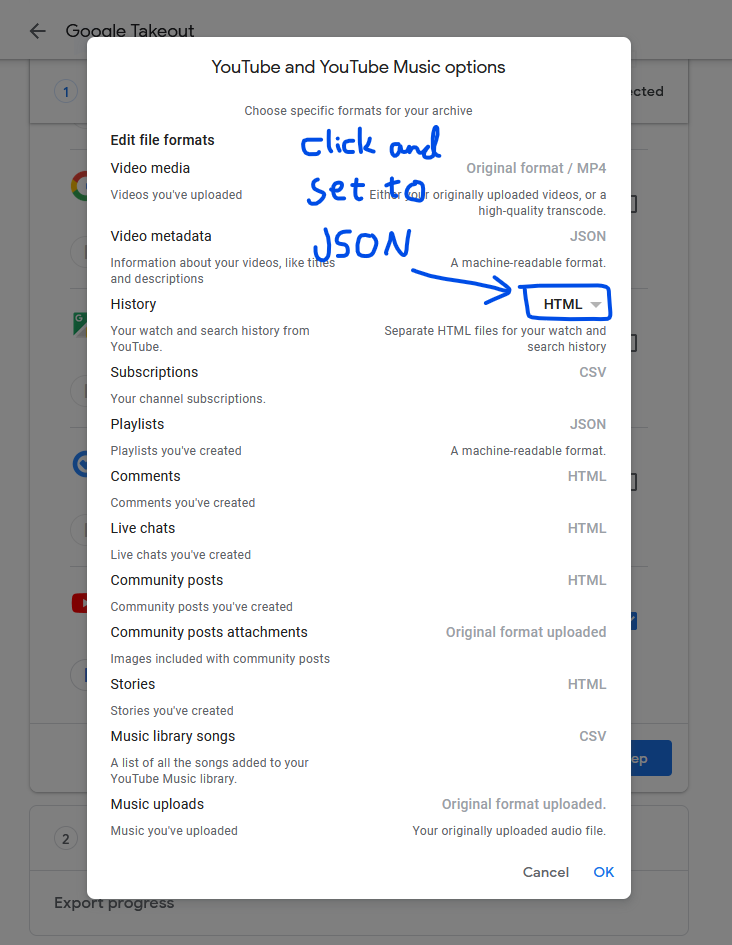 Google Takeout
YouTube and YouTube Music options
1
Choose specific formats for your archive
Edit file formats
click and
set to
JSON
Video media
Original format / MP4
Videos you've uploaded
Either your originally uploaded videos, or a
high-quality transcode.
Video metadata
JSON
Information about your videos, like titles
and descriptions
A machine-readable format.
History
HTML
Your watch and search history from
YouTube.
Separate HTML files for your watch and
search history
Subscriptions
CSV
Your channel subscriptions.
Playlists
JSON
Playlists you've created
A machine-readable format.
Comments
HTML
Comments you've created
Live chats
HTML
Live chats you've created
Community posts
HTML
Community posts you've created
Community posts attachments
Original format uploaded
Images included with community posts
Stories
HTML
Stories you've created
Music library songs
CSV
A list of all the songs added to your
YouTube Music library.
Music uploads
Original format uploaded.
Music you've uploaded
Your originally uploaded audio file.
2
Cancel
OK
Export progress